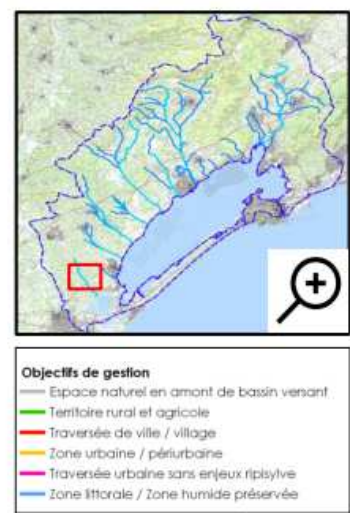 Objectifs de gestion
Espace naturel en amont de bassin versant
Territoire rural et agricole
Traversée de ville / village
Zone urbaine / périurbaine
Traversée urbaine sans enjeux ripisylve
Zone littorale / Zone humide préservée